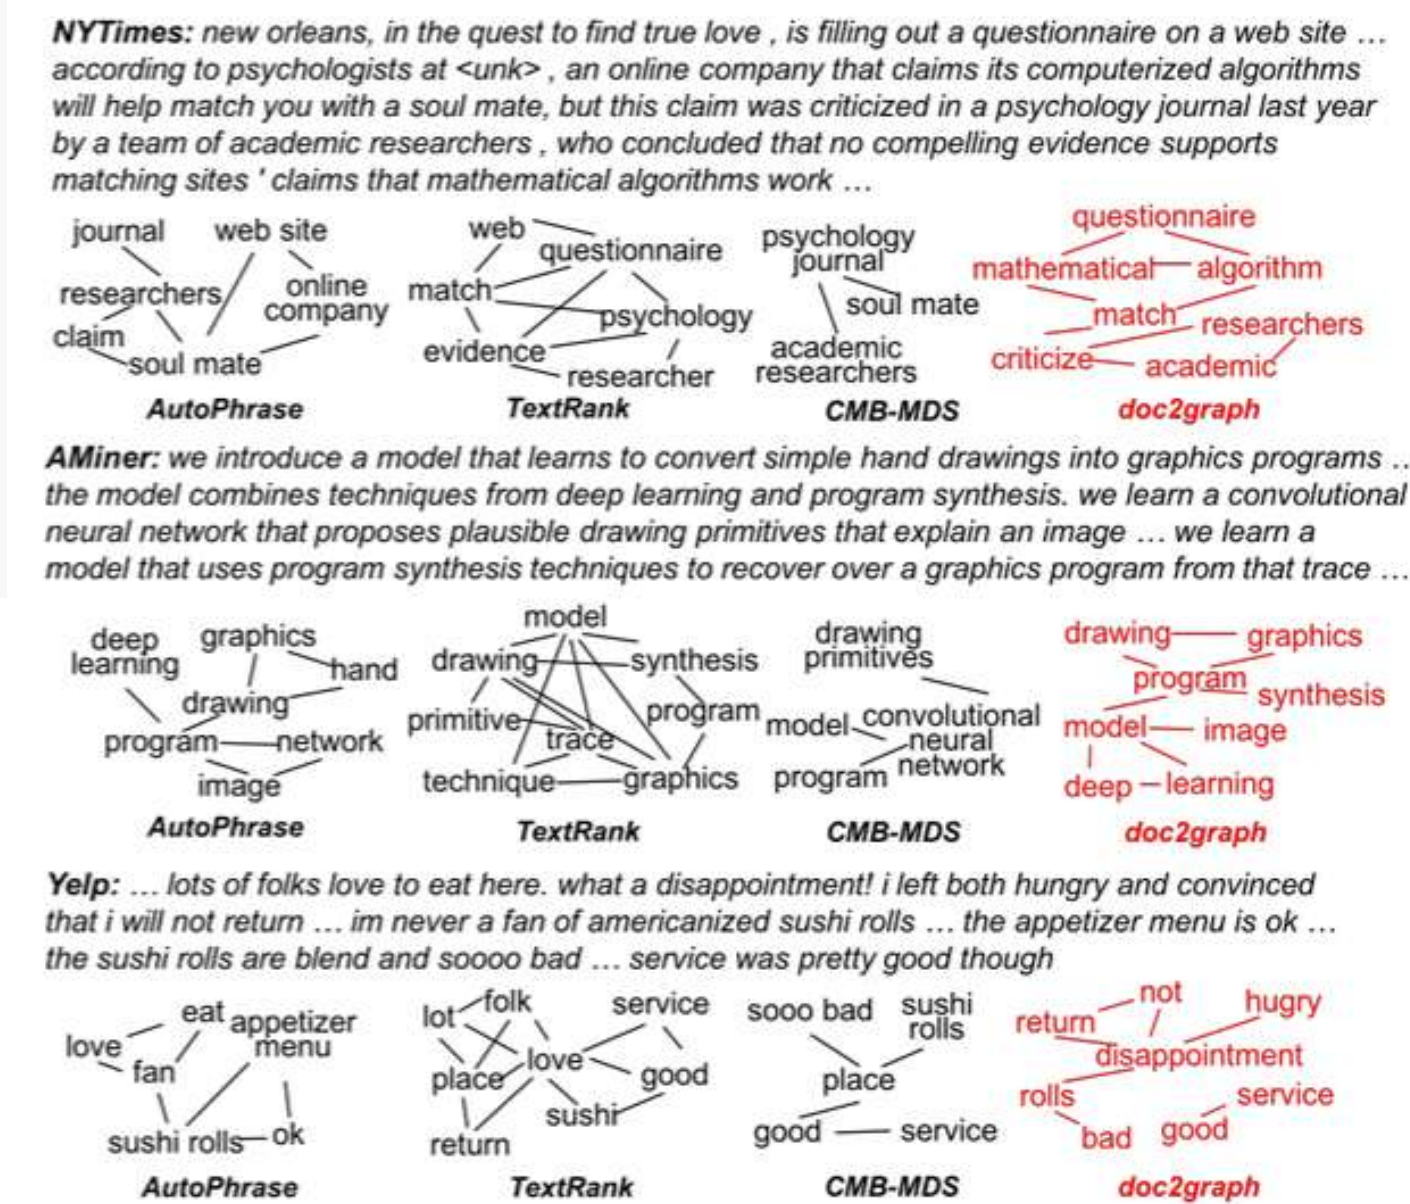 NYTimes: new orleans, in the quest to find true love , is filling out a questionnaire on a web site ...
according to psychologists at <unk> , an online company that claims its computerized algorithms
will help match you with a soul mate, but this claim was criticized in a psychology journal last year
by a team of academic researchers , who concluded that no compelling evidence supports
matching sites ' claims that mathematical algorithms work ...
journal
web site
researchers
online
company
claim
soul mate
AutoPhrase
web
questionnaire
match
psychology
evidence
researcher
TextRank
psychology
journal
soul mate
academic
researchers
CMB-MDS
questionnaire
mathematical
algorithm
match
researchers
criticize
academic
doc2graph
AMiner: we introduce a model that learns to convert simple hand drawings into graphics programs ..
the model combines techniques from deep learning and program synthesis. we learn a convolutional
neural network that proposes plausible drawing primitives that explain an image ... we learn a
model that uses program synthesis techniques to recover over a graphics program from that trace ...
deep
learning
graphics
hand
drawing
program
network
image
AutoPhrase
model
drawing
synthesis
primitive
program
trace
technique
graphics
TextRank
drawing
primitives
model
convolutional
neural
network
program
CMB-MDS
drawing
graphics
program
synthesis
model
image
deep
learning
doc2graph
Yelp: ... lots of folks love to eat here. what a disappointment! i left both hungry and convinced
that i will not return ... im never a fan of americanized sushi rolls ... the appetizer menu is ok ...
the sushi rolls are blend and soooo bad ... service was pretty good though
eat
appetizer
menu
love
fan
sushi rolls
ok
AutoPhrase
folk
service
lot
love
place
good
sushi
return
TextRank
sooo bad
sushi
rolls
place
good
service
CMB-MDS
not
hugry
return
disappointment
rolls
service
bad
good
doc2graph